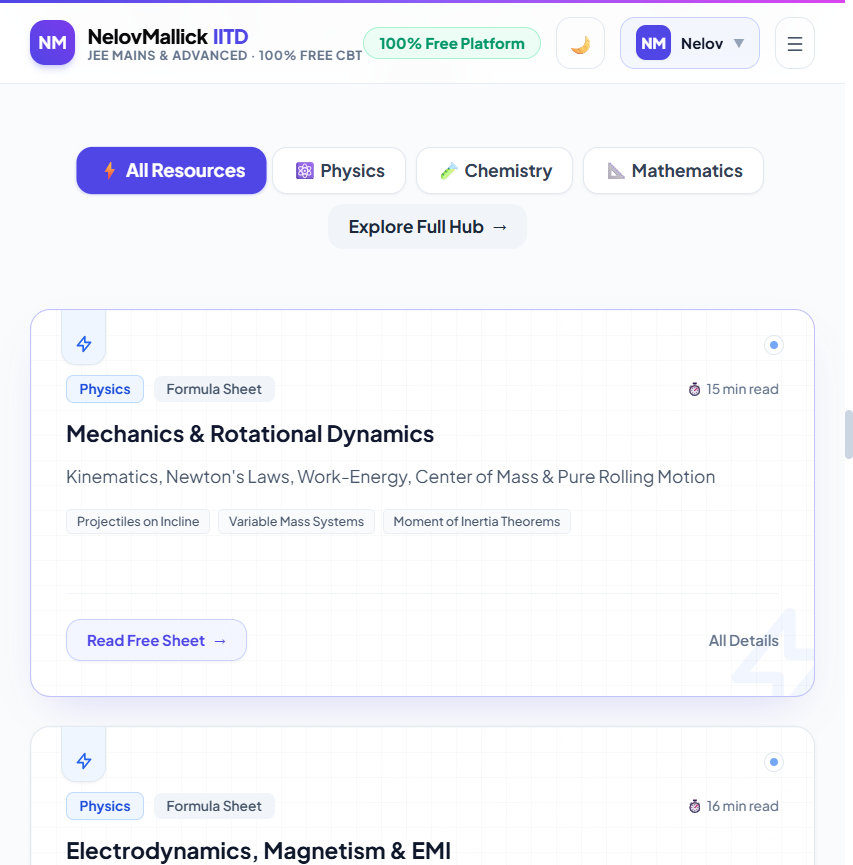 NM
NelovMallick IITD
JEE MAINS & ADVANCED · 100% FREE CBT
100% Free Platform
NM Nelov ▼
☰
All Resources
Physics
Chemistry
Mathematics
Explore Full Hub →
Physics
Formula Sheet
15 min read
Mechanics & Rotational Dynamics
Kinematics, Newton's Laws, Work-Energy, Center of Mass & Pure Rolling Motion
Projectiles on Incline
Variable Mass Systems
Moment of Inertia Theorems
Read Free Sheet →
All Details
Physics
Formula Sheet
16 min read
Electrodynamics, Magnetism & EMI